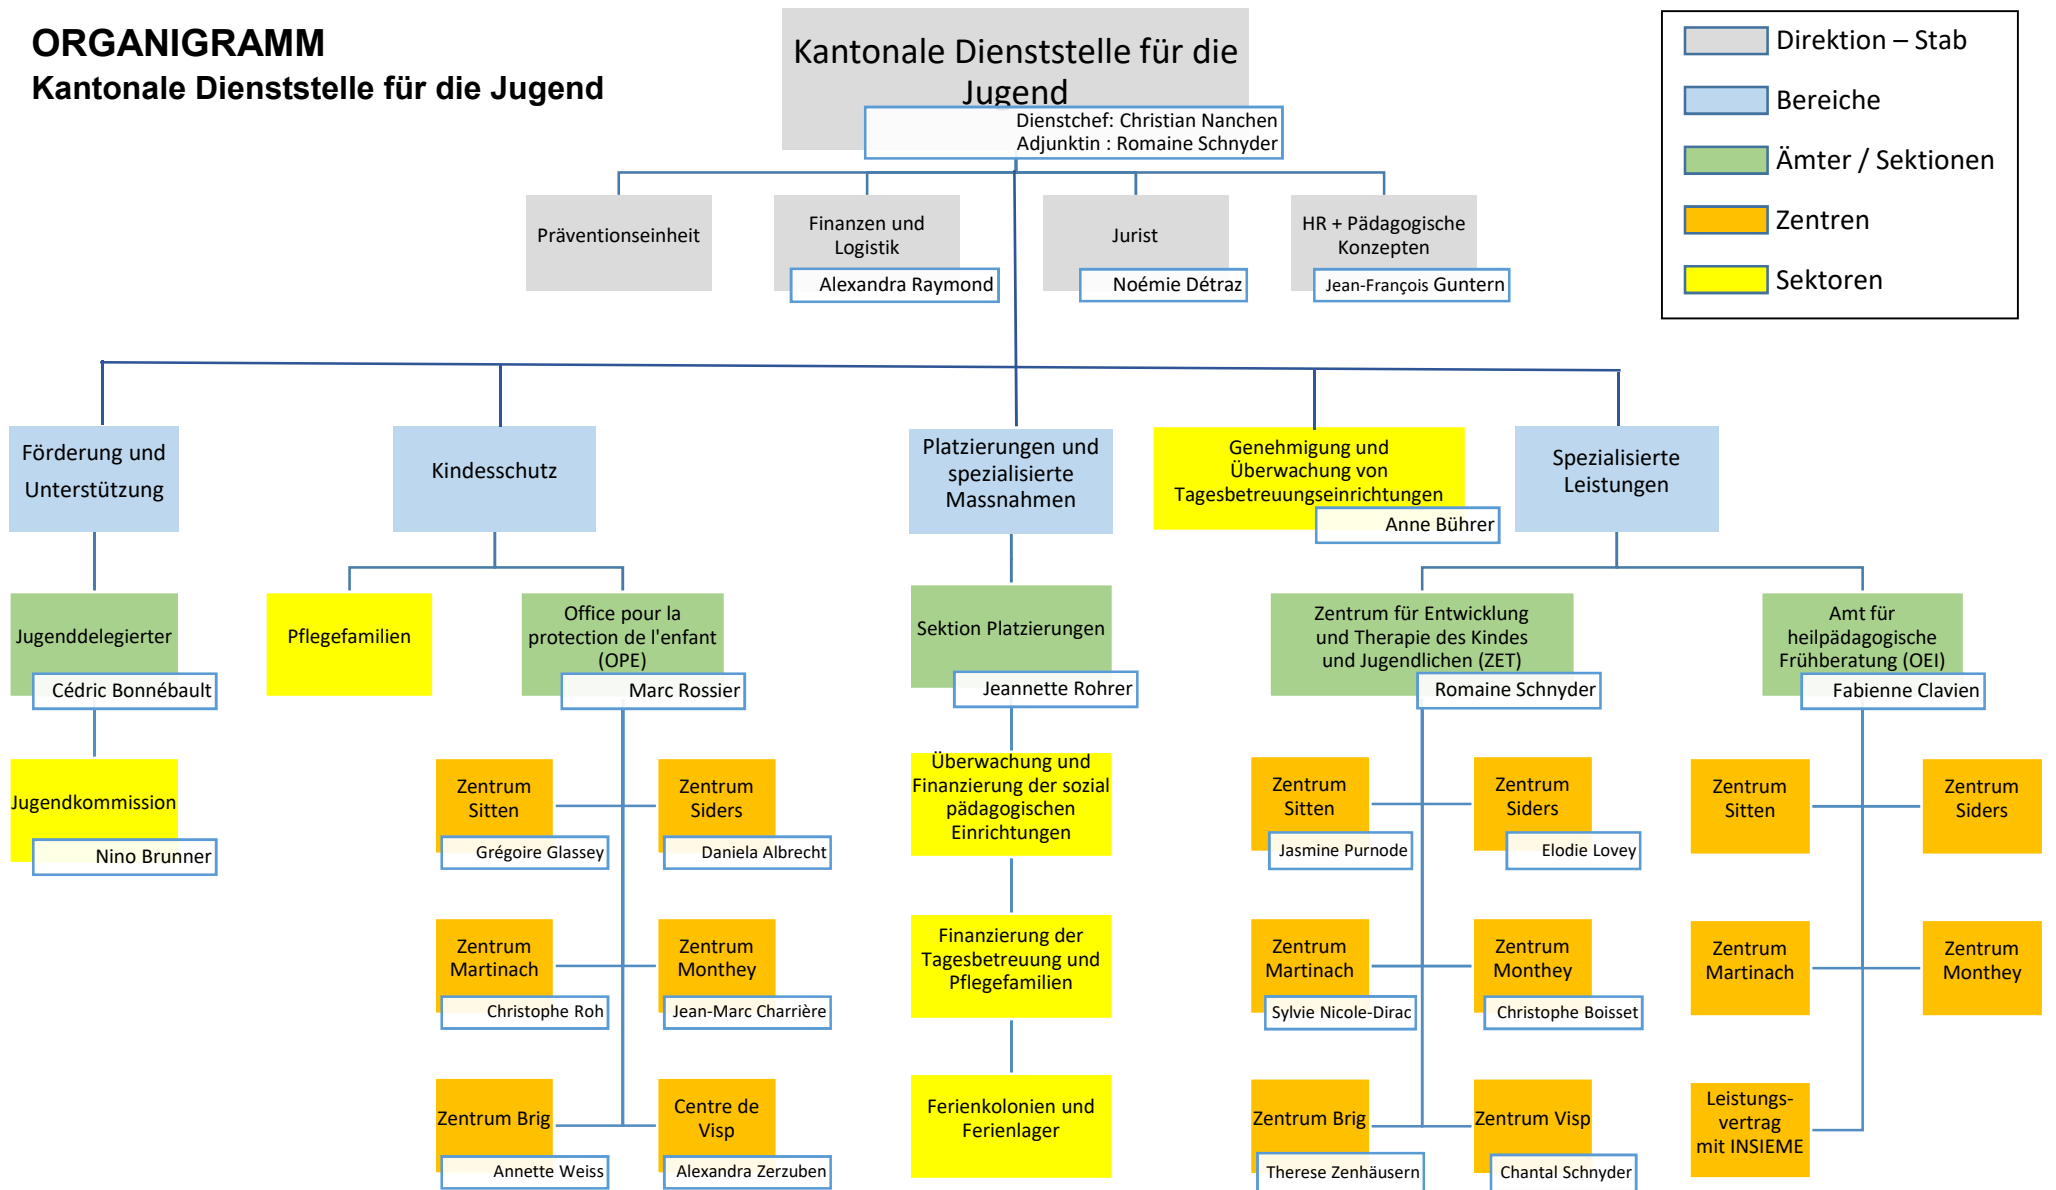 ORGANIGRAMM
Kantonale Dienststelle für die Jugend
Kantonale Dienststelle für die
Jugend
Dienstchef: Christian Nanchen
Adjunktin : Romaine Schnyder
Direktion – Stab
Bereiche
Ämter / Sektionen
Zentren
Sektoren
Präventionseinheit
Finanzen und
Logistik
Alexandra Raymond
Jurist
Noémie Détraz
HR + Pädagogische
Konzepten
Jean-François Guntern
Förderung und
Unterstützung
Kindesschutz
Platzierungen und
spezialisierte
Massnahmen
Genehmigung und
Überwachung von
Tagesbetreuungseinrichtungen
Anne Bührer
Spezialisierte
Leistungen
Jugenddelegierter
Cédric Bonnébault
Pflegefamilien
Office pour la
protection de l'enfant
(OPE)
Marc Rossier
Sektion Platzierungen
Jeannette Rohrer
Zentrum für Entwicklung
und Therapie des Kindes
und Jugendlichen (ZET)
Romaine Schnyder
Amt für
heilpädagogische
Frühberatung (OEI)
Fabienne Clavien
Jugendkommission
Nino Brunner
Zentrum
Sitten
Grégoire Glassey
Zentrum
Siders
Daniela Albrecht
Überwachung und
Finanzierung der sozial
pädagogischen
Einrichtungen
Zentrum
Sitten
Jasmine Purnode
Zentrum
Siders
Elodie Lovey
Zentrum
Sitten
Zentrum
Siders
Zentrum
Martinach
Christophe Roh
Zentrum
Monthey
Jean-Marc Charrière
Finanzierung der
Tagesbetreuung und
Pflegefamilien
Zentrum
Martinach
Sylvie Nicole-Dirac
Zentrum
Monthey
Christophe Boisset
Zentrum
Martinach
Zentrum
Monthey
Zentrum Brig
Annette Weiss
Centre de
Visp
Alexandra Zerzuben
Ferienkolonien und
Ferienlager
Zentrum Brig
Therese Zenhäusern
Zentrum Visp
Chantal Schnyder
Leistungs-
vertrag
mit INSIEME